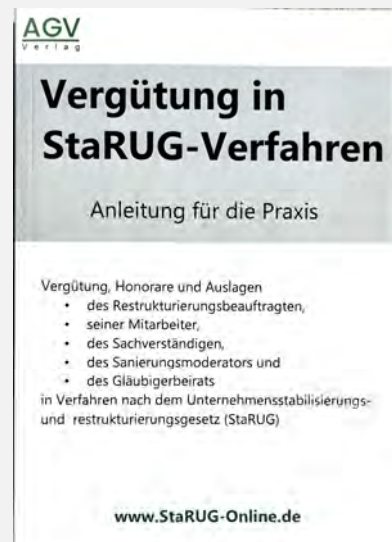 AGV
Verlag
Vergütung in
StaRUG-Verfahren
Anleitung für die Praxis
Vergütung, Honorare und Auslagen
• des Restrukturierungsbeauftragten,
• seiner Mitarbeiter,
• des Sachverständigen,
• des Sanierungsmoderators und
• des Gläubigerbeirats
in Verfahren nach dem Unternehmensstabilisierungs-
und restrukturierungsgesetz (StaRUG)
www.StaRUG-Online.de